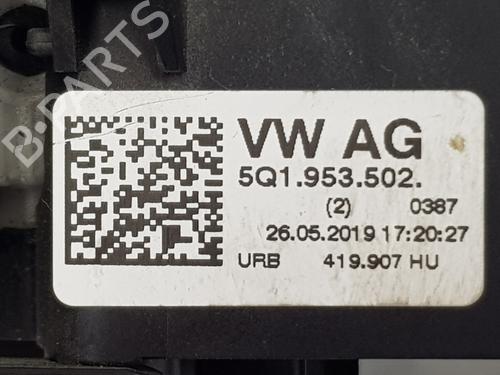 B-PARTS
VW AG
5Q1.953.502.
(2) 0387
26.05.2019 17:20:27
URB 419.907 HU